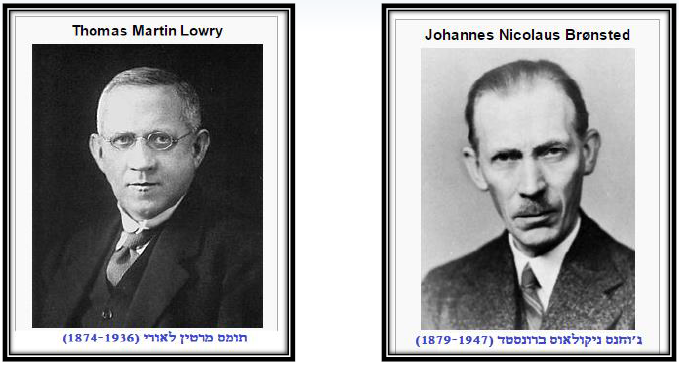 Thomas Martin Lowry
תומס מרטין לאורי (1874-1936)
Johannes Nicolaus Brønsted
ג'והנס ניקולאוס ברונסטד (1879-1947)